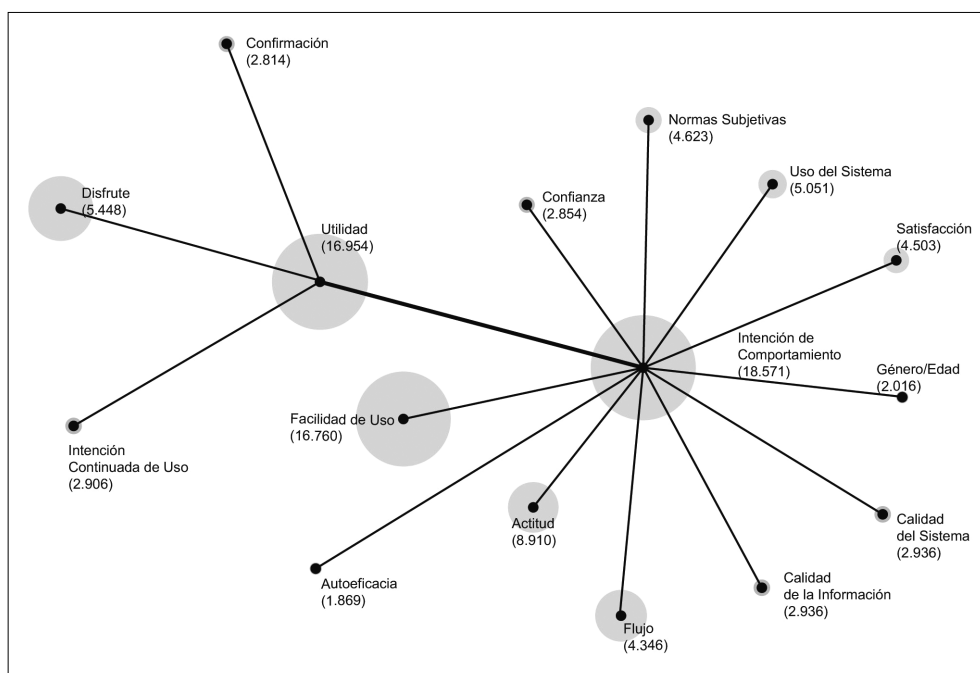 Confirmación
(2.814)
Normas Subjetivas
(4.623)
Uso del Sistema
(5.051)
Disfrute
(5.448)
Confianza
(2.854)
Utilidad
(16.954)
Satisfacción
(4.503)
Intención de
Comportamiento
(18.571)
Género/Edad
(2.016)
Facilidad de Uso
(16.760)
Intención
Continuada de Uso
(2.906)
Actitud
(8.910)
Calidad
del Sistema
(2.936)
Autoeficacia
(1.869)
Calidad
de la Información
(2.936)
Flujo
(4.346)